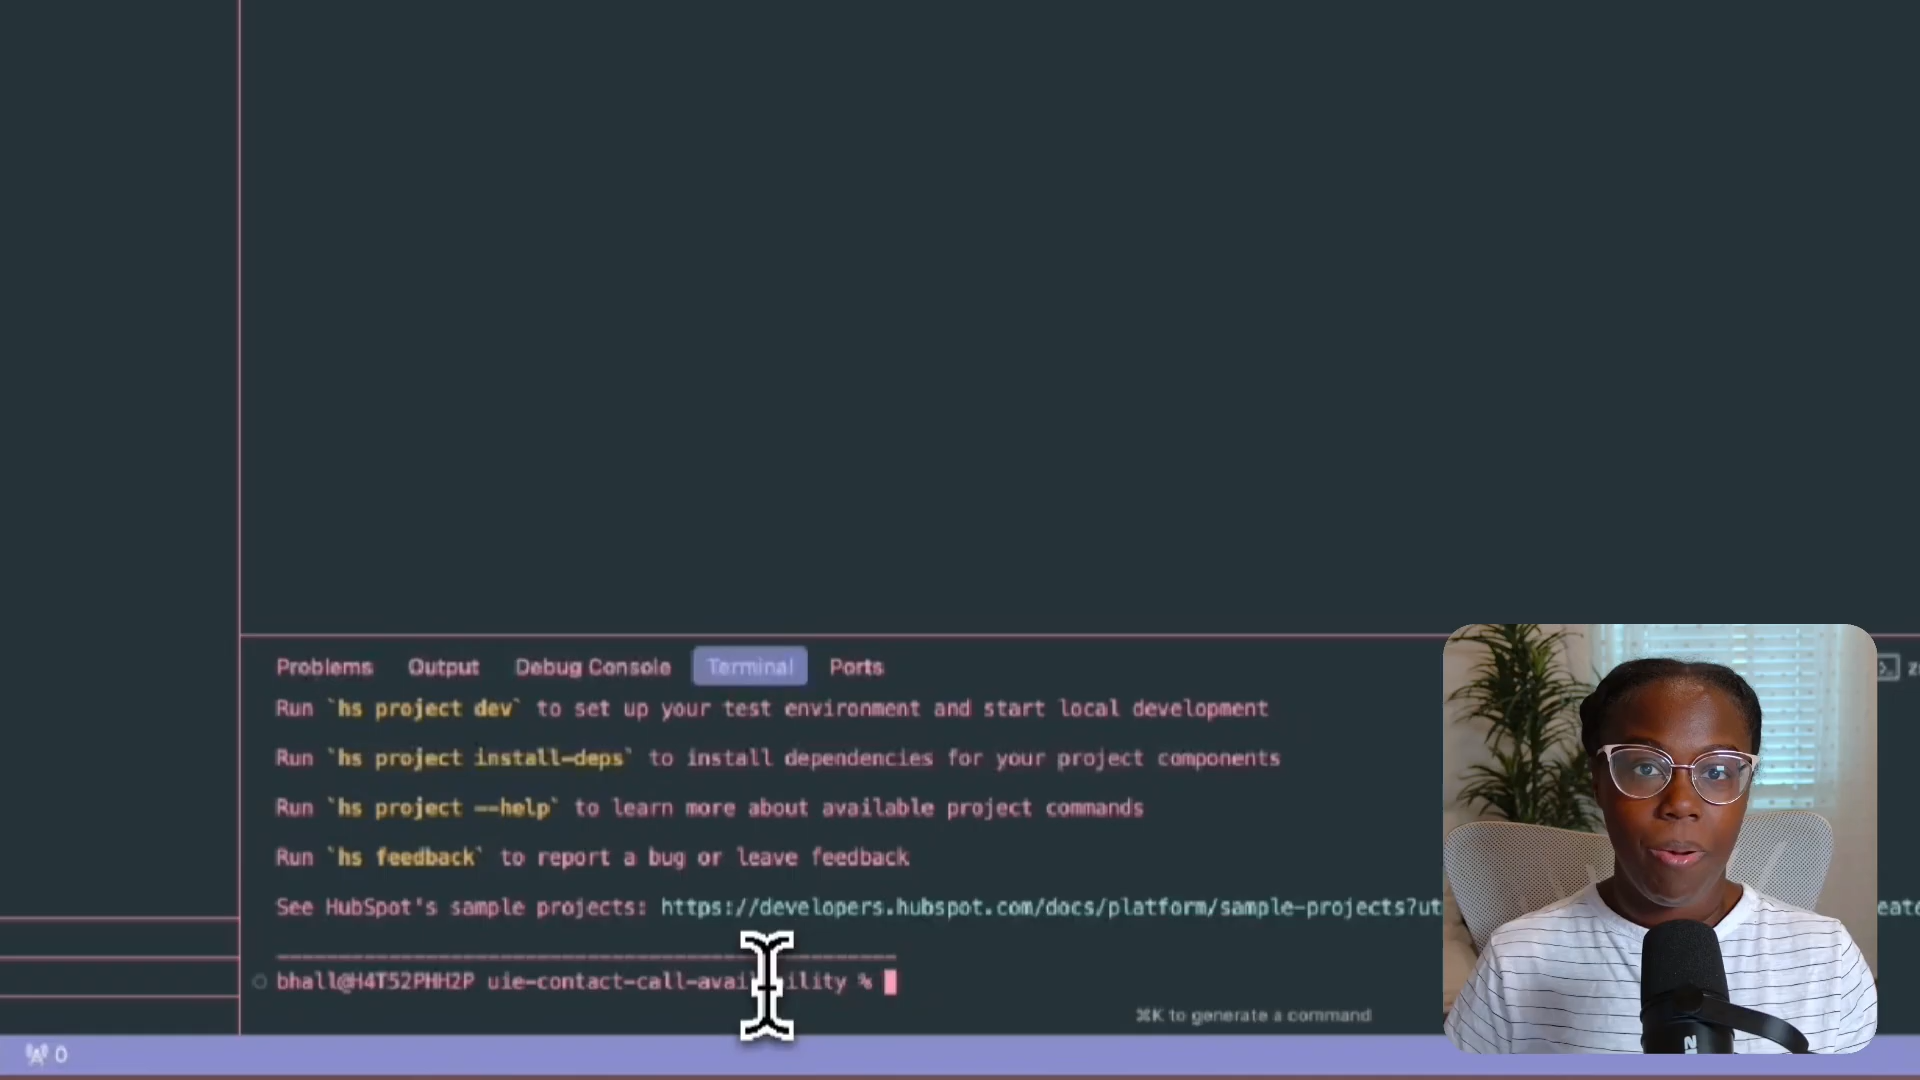 Problems Output Debug Console Terminal Ports
Run `hs project dev` to set up your test environment and start local development
Run `hs project install-deps` to install dependencies for your project components
Run `hs project --help` to learn more about available project commands
Run `hs feedback` to report a bug or leave feedback
See HubSpot's sample projects: https://developers.hubspot.com/docs/platform/sample-projects?ut
bhall@H4T52PHH2P uie-contact-call-availability %
⌘K to generate a command
0